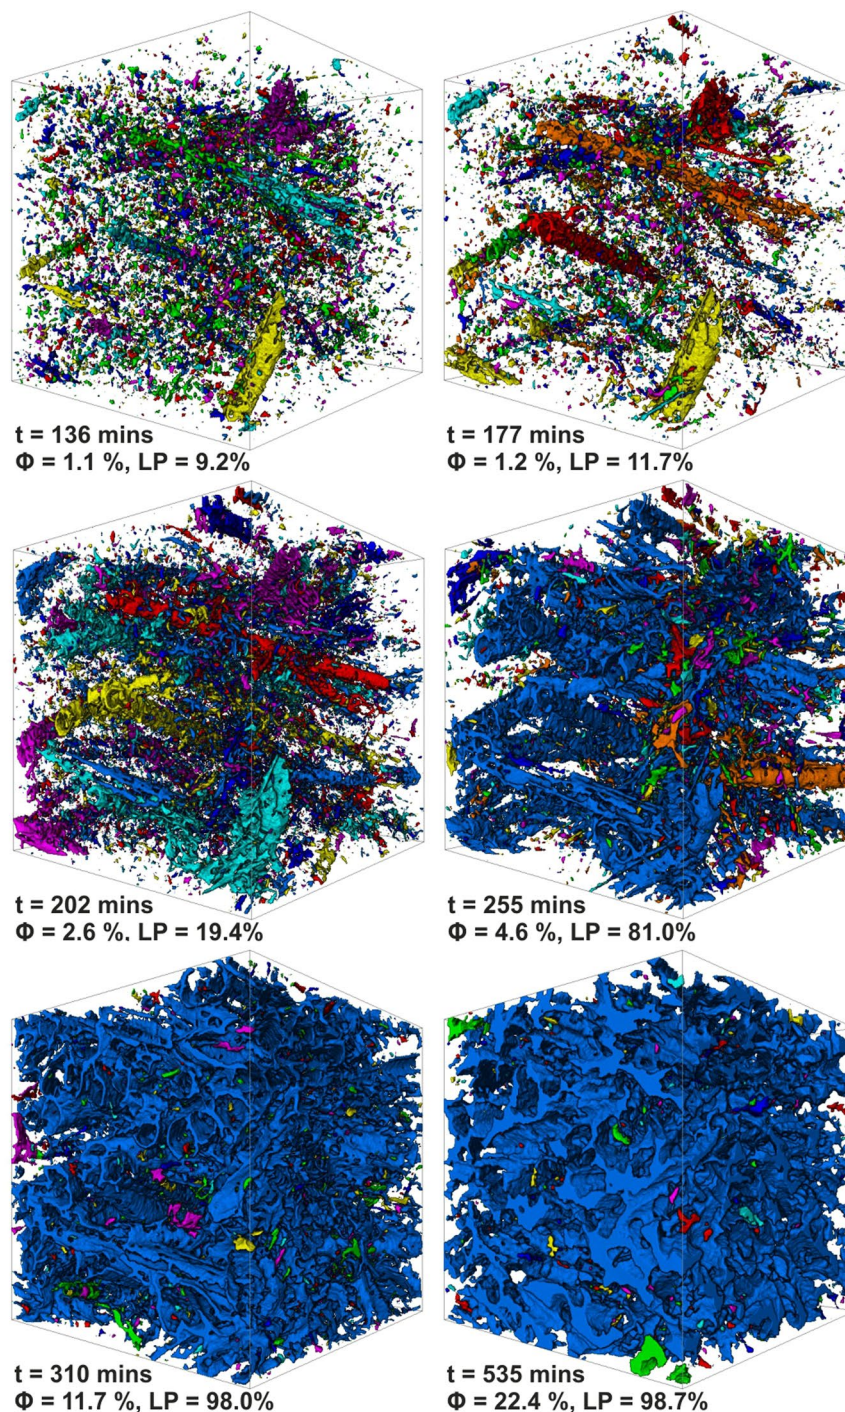 t = 136 mins
Φ = 1.1 %, LP = 9.2%
t = 177 mins
Φ = 1.2 %, LP = 11.7%
t = 202 mins
Φ = 2.6 %, LP = 19.4%
t = 255 mins
Φ = 4.6 %, LP = 81.0%
t = 310 mins
Φ = 11.7 %, LP = 98.0%
t = 535 mins
Φ = 22.4 %, LP = 98.7%